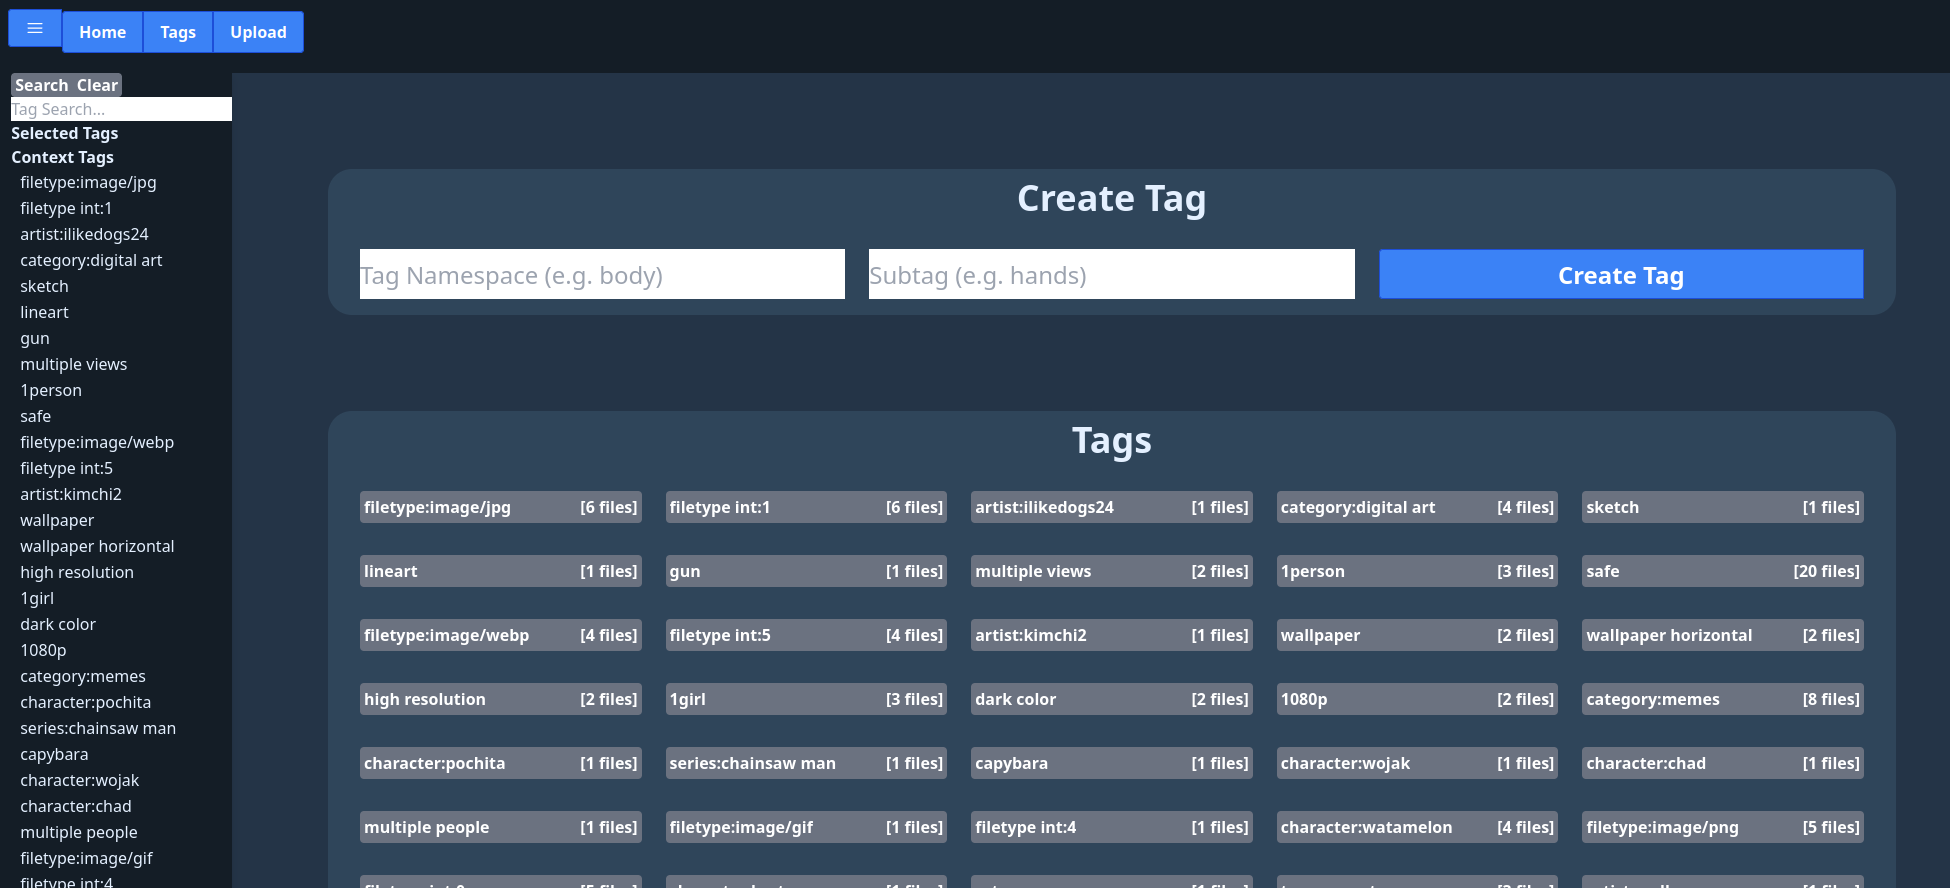 Home Tags Upload
Search Clear
Tag Search...
Selected Tags
Context Tags
filetype:image/jpg
filetype int:1
artist:ilikedogs24
category:digital art
sketch
lineart
gun
multiple views
1person
safe
filetype:image/webp
filetype int:5
artist:kimchi2
wallpaper
wallpaper horizontal
high resolution
1girl
dark color
1080p
category:memes
character:pochita
series:chainsaw man
capybara
character:wojak
character:chad
multiple people
filetype:image/gif
filetype int:4
Create Tag
Tag Namespace (e.g. body) Subtag (e.g. hands) Create Tag
Tags
filetype:image/jpg [6 files] filetype int:1 [6 files] artist:ilikedogs24 [1 files] category:digital art [4 files] sketch [1 files]
lineart [1 files] gun [1 files] multiple views [2 files] 1person [3 files] safe [20 files]
filetype:image/webp [4 files] filetype int:5 [4 files] artist:kimchi2 [1 files] wallpaper [2 files] wallpaper horizontal [2 files]
high resolution [2 files] 1girl [3 files] dark color [2 files] 1080p [2 files] category:memes [8 files]
character:pochita [1 files] series:chainsaw man [1 files] capybara [1 files] character:wojak [1 files] character:chad [1 files]
multiple people [1 files] filetype:image/gif [1 files] filetype int:4 [1 files] character:watamelon [4 files] filetype:image/png [5 files]